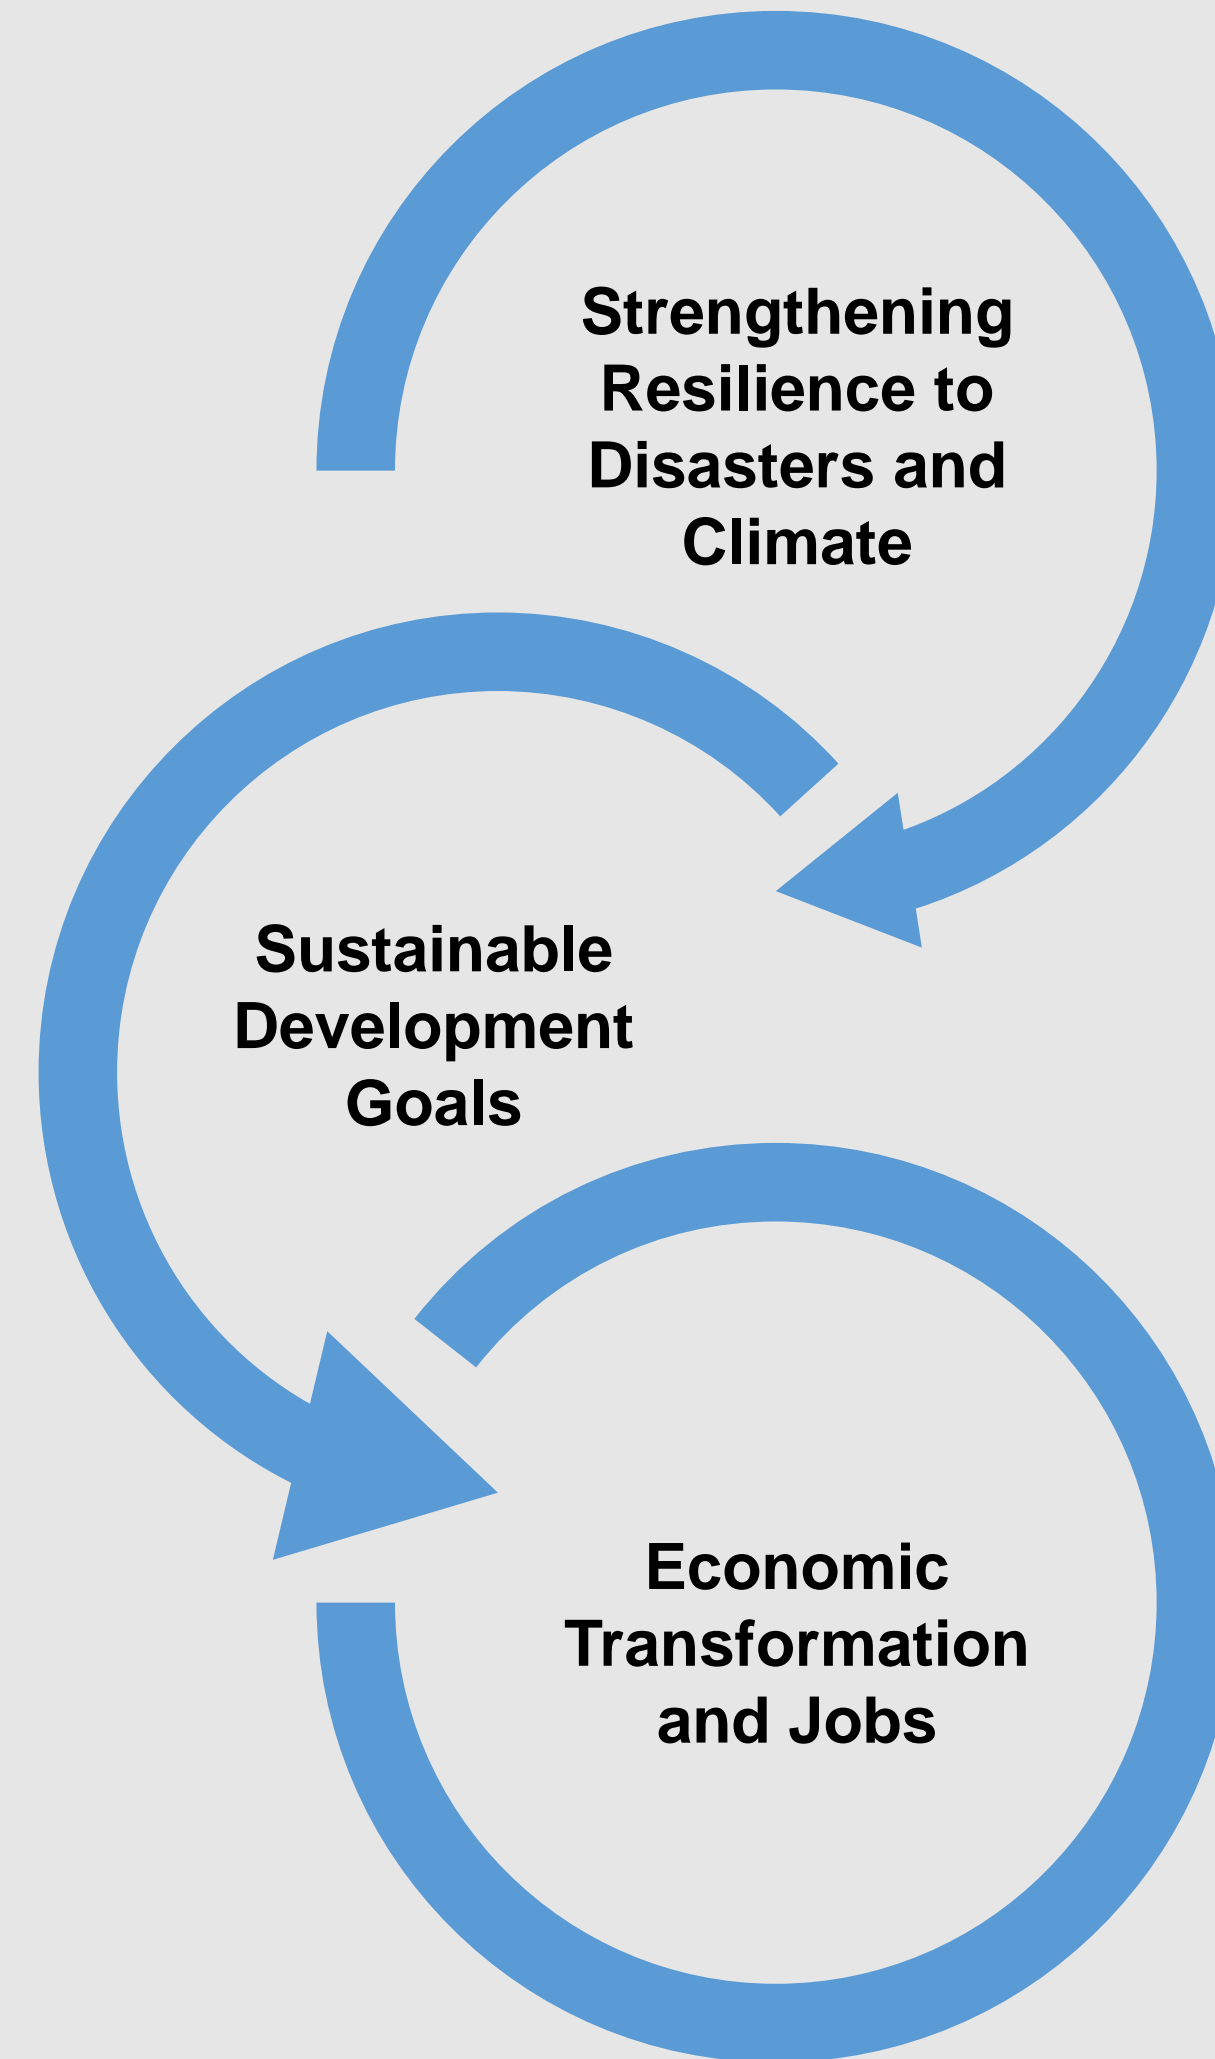 Strengthening
Resilience to
Disasters and
Climate
Sustainable
Development
Goals
Economic
Transformation
and Jobs